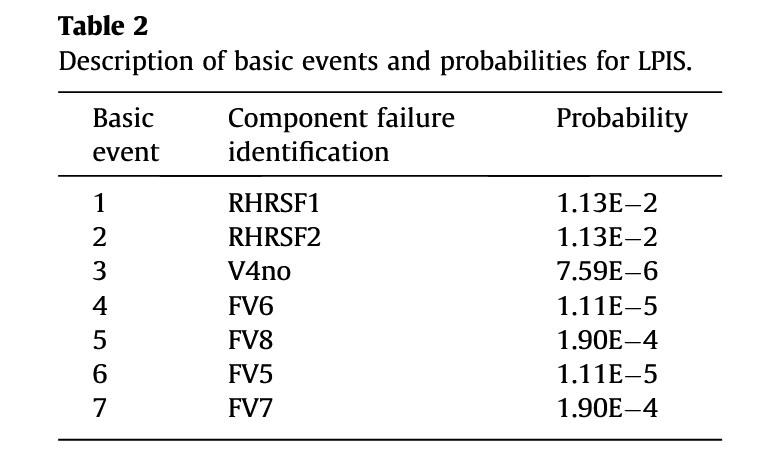 Table 2
Description of basic events and probabilities for LPIS.
Basic event Component failure identification Probability
1 RHRSF1 1.13E−2
2 RHRSF2 1.13E−2
3 V4no 7.59E−6
4 FV6 1.11E−5
5 FV8 1.90E−4
6 FV5 1.11E−5
7 FV7 1.90E−4